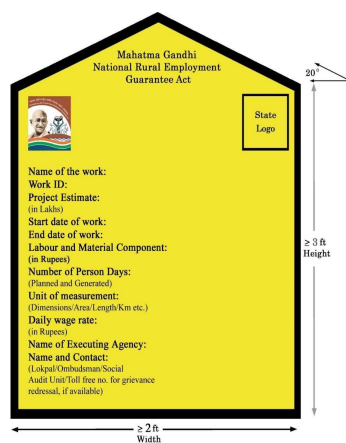 Mahatma Gandhi
National Rural Employment
Guarantee Act
20°
State
Logo
Name of the work:
Work ID:
Project Estimate:
(in Lakhs)
Start date of work:
End date of work:
Labour and Material Component:
(in Rupees)
Number of Person Days:
(Planned and Generated)
Unit of measurement:
(Dimensions/Area/Length/Km etc.)
Daily wage rate:
(in Rupees)
Name of Executing Agency:
Name and Contact:
(Lokpal/Ombudsman/Social
Audit Unit/Toll free no. for grievance
redressal, if available)
≥ 3 ft
Height
≥ 2 ft
Width